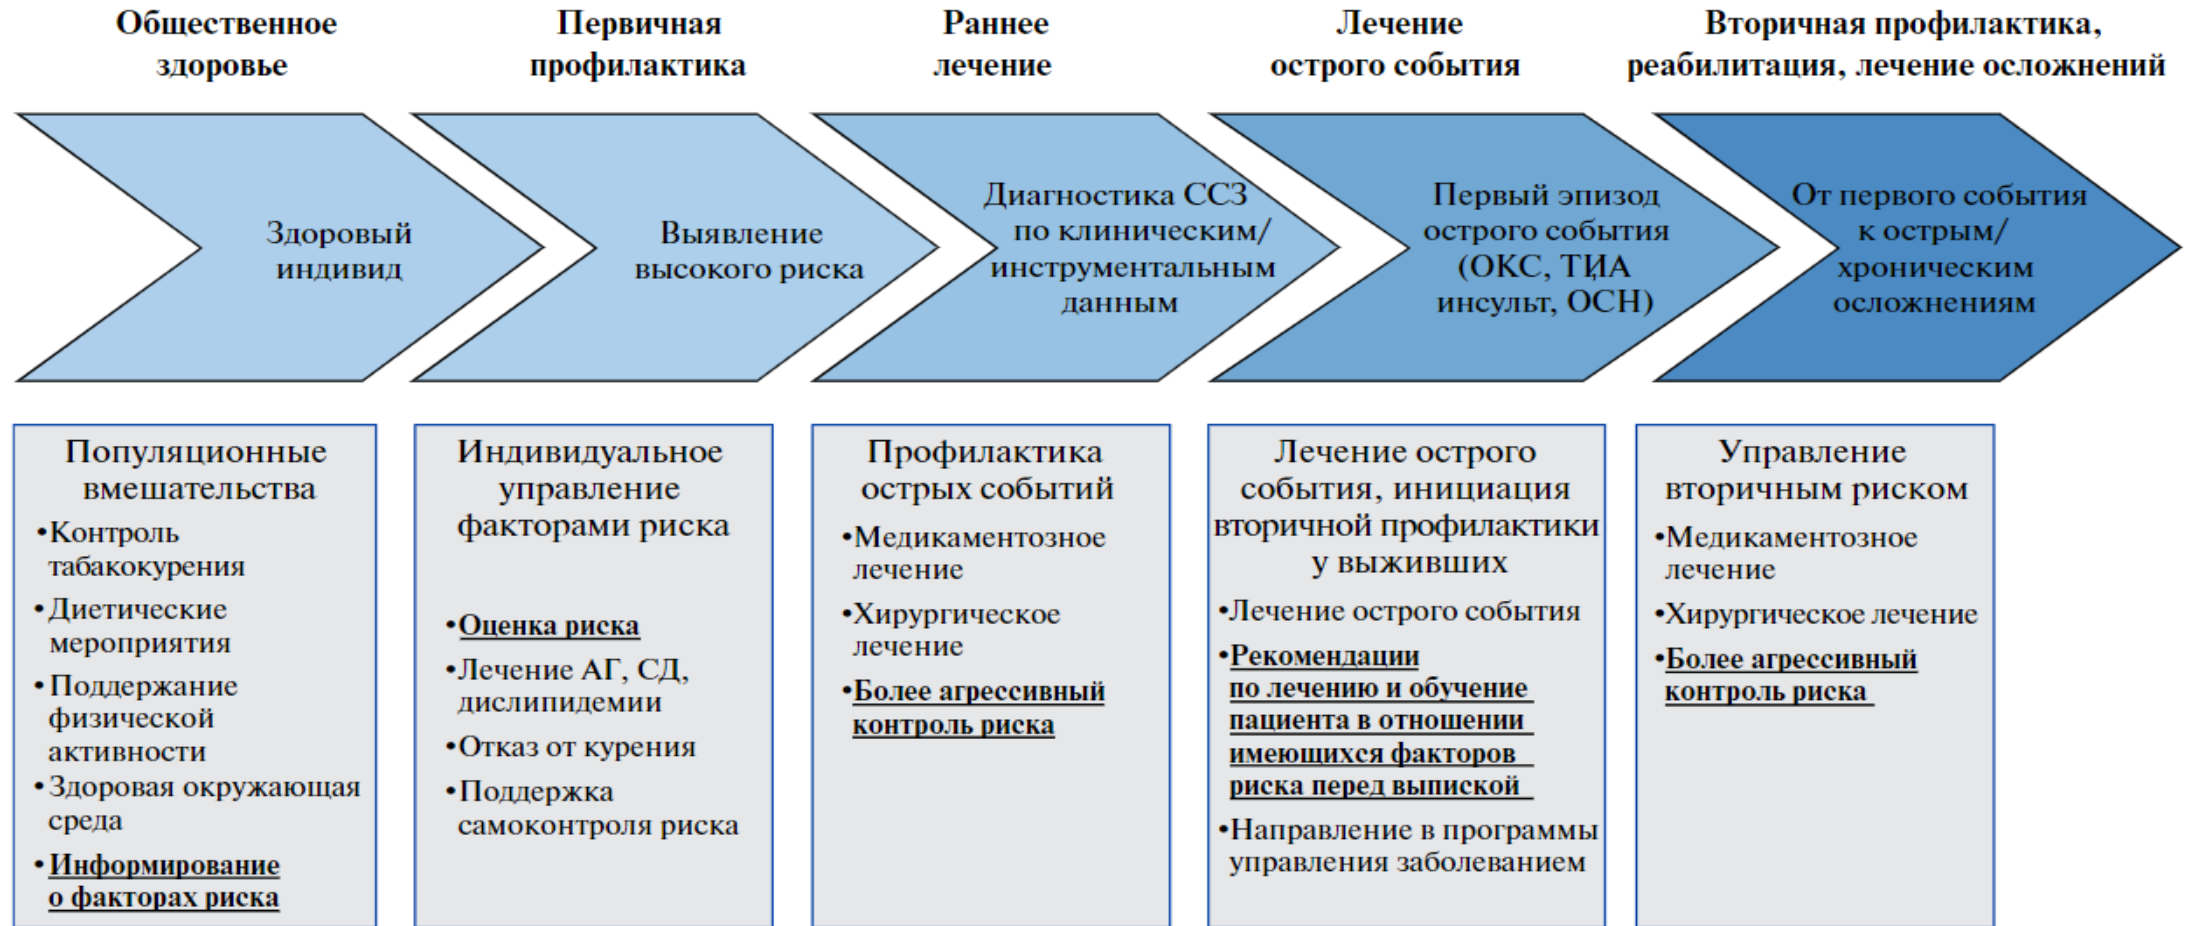 Общественное
здоровье
Первичная
профилактика
Раннее
лечение
Лечение
острого события
Вторичная профилактика,
реабилитация, лечение осложнений
Здоровый
индивид
Выявление
высокого риска
Диагностика ССЗ
по клиническим/
инструментальным
данным
Первый эпизод
острого события
(ОКС, ТИА,
инсульт, ОСН)
От первого события
к острым/
хроническим
осложнениям
Популяционные
вмешательства
•Контроль
табакокурения
•Диетические
мероприятия
•Поддержание
физической
активности
•Здоровая окружающая
среда
•Информирование
о факторах риска
Индивидуальное
управление
факторами риска
•Оценка риска
•Лечение АГ, СД,
дислипидемии
•Отказ от курения
•Поддержка
самоконтроля риска
Профилактика
острых событий
•Медикаментозное
лечение
•Хирургическое
лечение
•Более агрессивный
контроль риска
Лечение острого
события, инициация
вторичной профилактики
у выживших
•Лечение острого события
•Рекомендации
по лечению и обучение
пациента в отношении
имеющихся факторов
риска перед выпиской
•Направление в программы
управления заболеванием
Управление
вторичным риском
•Медикаментозное
лечение
•Хирургическое лечение
•Более агрессивный
контроль риска